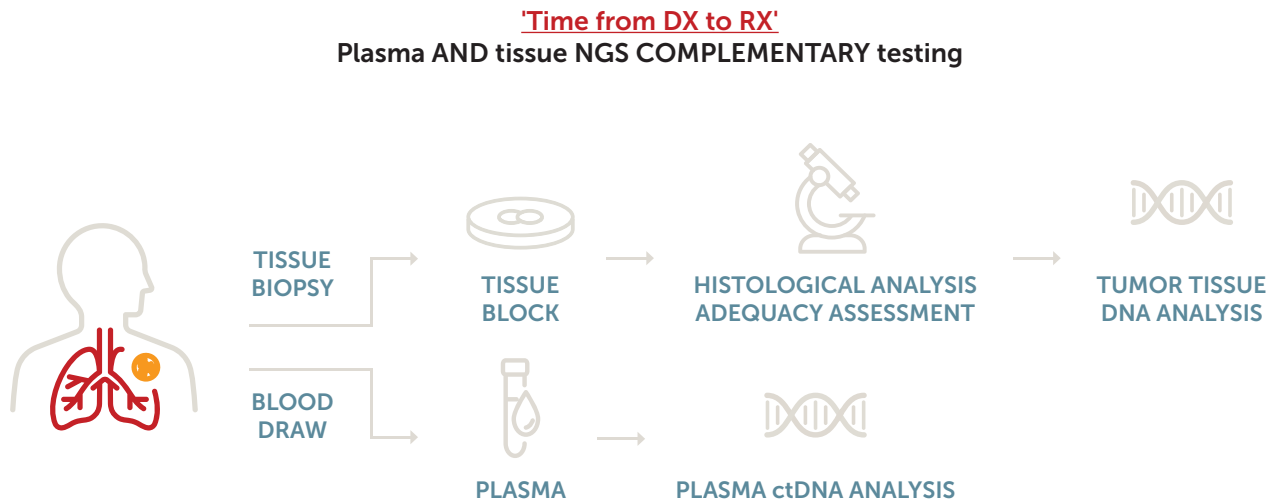 'Time from DX to RX'
Plasma AND tissue NGS COMPLEMENTARY testing
TISSUE
BIOPSY
TISSUE
BLOCK
HISTOLOGICAL ANALYSIS
ADEQUACY ASSESSMENT
TUMOR TISSUE
DNA ANALYSIS
BLOOD
DRAW
PLASMA
PLASMA ctDNA ANALYSIS